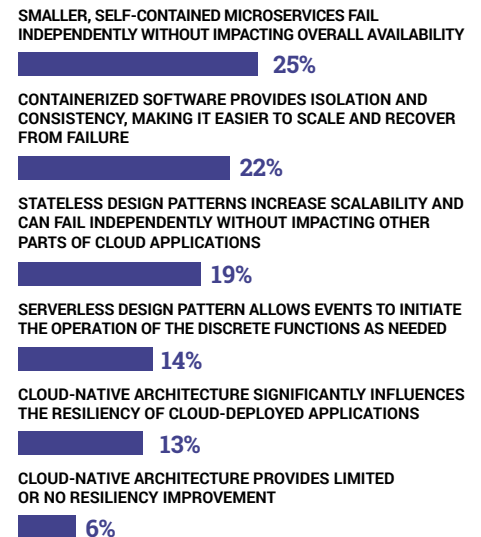 SMALLER, SELF-CONTAINED MICROSERVICES FAIL
INDEPENDENTLY WITHOUT IMPACTING OVERALL AVAILABILITY
25%
CONTAINERIZED SOFTWARE PROVIDES ISOLATION AND
CONSISTENCY, MAKING IT EASIER TO SCALE AND RECOVER
FROM FAILURE
22%
STATELESS DESIGN PATTERNS INCREASE SCALABILITY AND
CAN FAIL INDEPENDENTLY WITHOUT IMPACTING OTHER
PARTS OF CLOUD APPLICATIONS
19%
SERVERLESS DESIGN PATTERN ALLOWS EVENTS TO INITIATE
THE OPERATION OF THE DISCRETE FUNCTIONS AS NEEDED
14%
CLOUD-NATIVE ARCHITECTURE SIGNIFICANTLY INFLUENCES
THE RESILIENCY OF CLOUD-DEPLOYED APPLICATIONS
13%
CLOUD-NATIVE ARCHITECTURE PROVIDES LIMITED
OR NO RESILIENCY IMPROVEMENT
6%